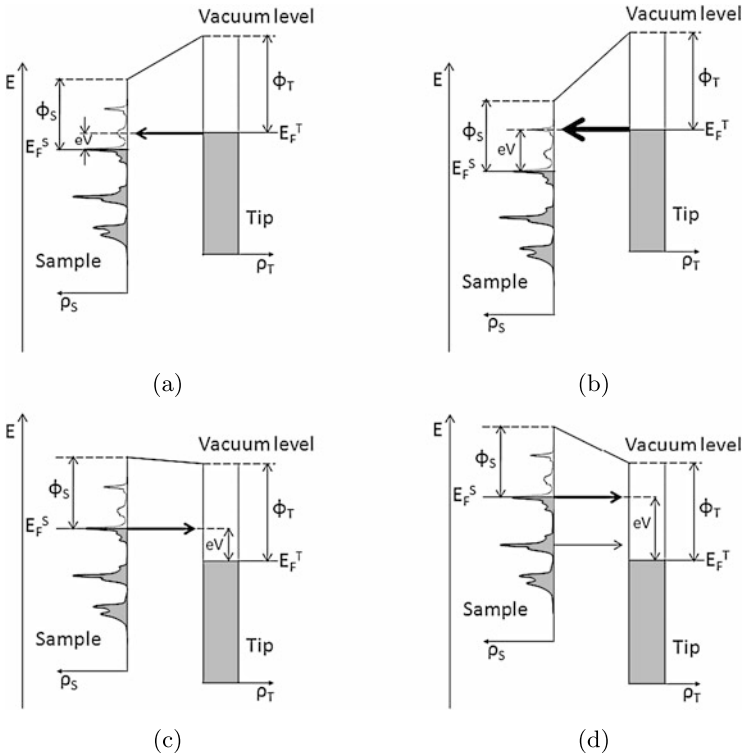 Vacuum level
E
ϕS
ϕT
eV
EFS
EFT
Tip
Sample
ρT
ρS
(a)
Vacuum level
E
ϕT
ϕS
EFT
eV
EFS
Tip
Sample
ρT
ρS
(b)
E
Vacuum level
ϕS
ϕT
EFS
eV
EFT
Sample
Tip
ρS
ρT
(c)
E
Vacuum level
ϕS
EFS
ϕT
eV
EFT
Sample
Tip
ρS
ρT
(d)